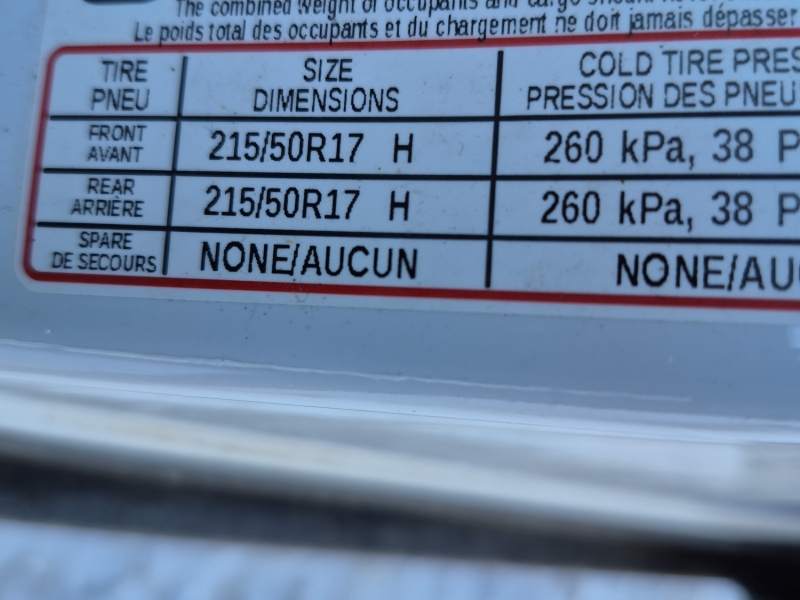 The combined weight of occupants and cargo should never
Le poids total des occupants et du chargement ne doit jamais dépasser
TIRE SIZE COLD TIRE PRES
PNEU DIMENSIONS PRESSION DES PNEU
FRONT
AVANT 215/50R17 H 260 kPa, 38 P
REAR
ARRIÈRE 215/50R17 H 260 kPa, 38 P
SPARE
DE SECOURS NONE/AUCUN NONE/AU